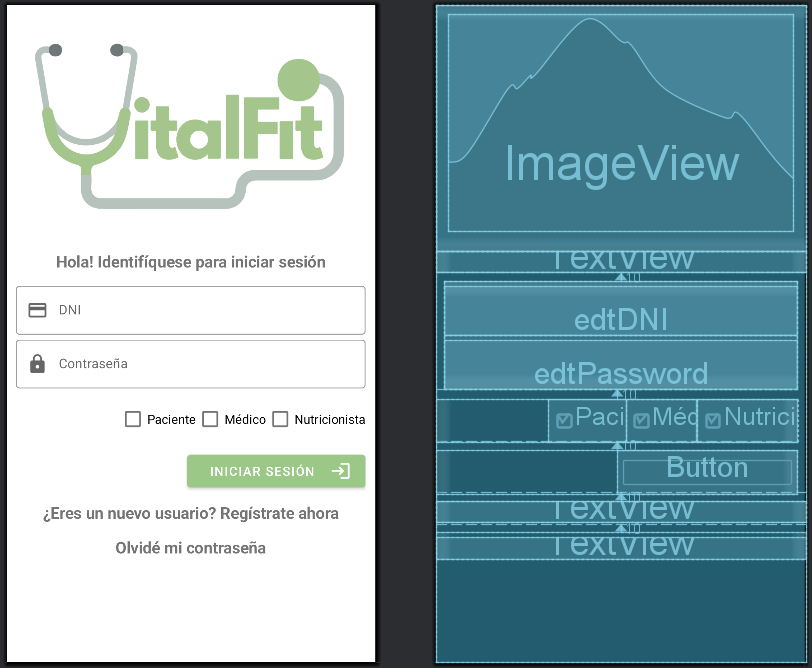 VitalFit
Hola! Identifíquese para iniciar sesión
DNI
Contraseña
Paciente Médico Nutricionista
INICIAR SESIÓN
¿Eres un nuevo usuario? Regístrate ahora
Olvidé mi contraseña
ImageView
TextView
edtDNI
edtPassword
Paci Méd Nutrici
Button
TextView
TextView